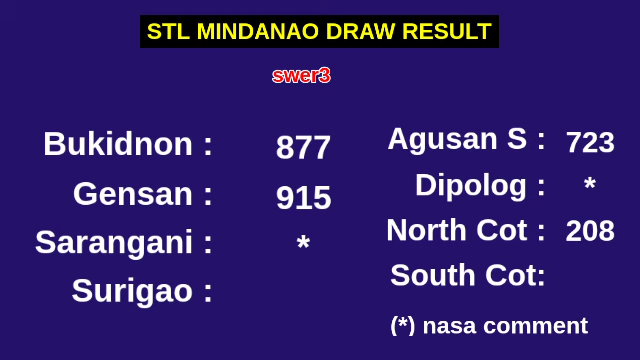 STL MINDANAO DRAW RESULT
swer3
Bukidnon : 877
Gensan : 915
Sarangani : *
Surigao :
Agusan S : 723
Dipolog : *
North Cot : 208
South Cot:
(*) nasa comment